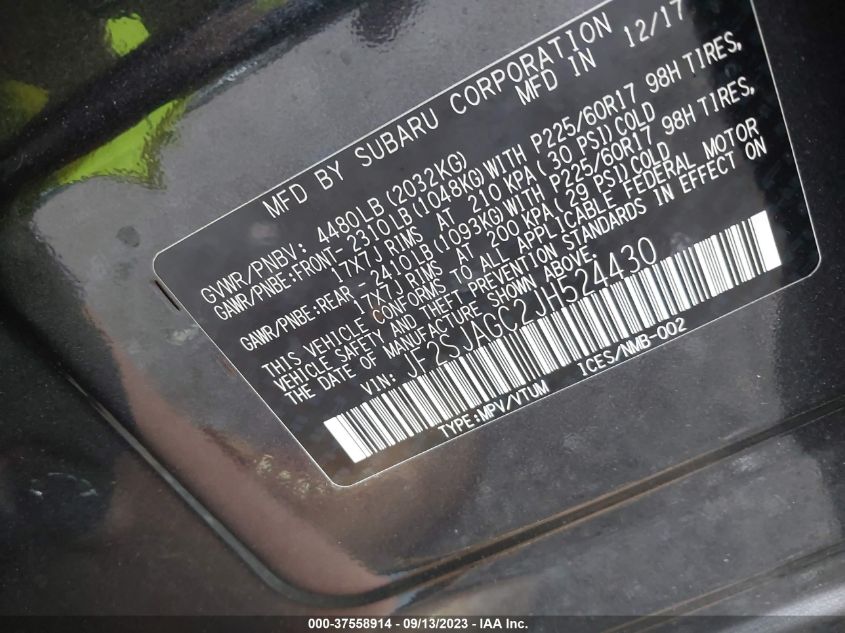 MFD BY SUBARU CORPORATION
MFD IN 12/17
GVWR/PNBV: 4480LB(2032KG)
GAWR/PNBE:FRONT- 2310LB(1048KG)WITH P225/60R17 98H TIRES,
17X7J RIMS AT 210 KPA( 30 PSI)COLD
GAWR/PNBE:REAR - 2410LB(1093KG)WITH P225/60R17 98H TIRES,
17X7J RIMS AT 200 KPA( 29 PSI)COLD
THIS VEHICLE CONFORMS TO ALL APPLICABLE FEDERAL MOTOR
VEHICLE SAFETY AND THEFT PREVENTION STANDARDS IN EFFECT ON
THE DATE OF MANUFACTURE SHOWN ABOVE.
VIN: JF2SJAGC2JH524430
TYPE:MPV/VTUM ICES/NMB-002
000-37558914 - 09/13/2023 - IAA Inc.